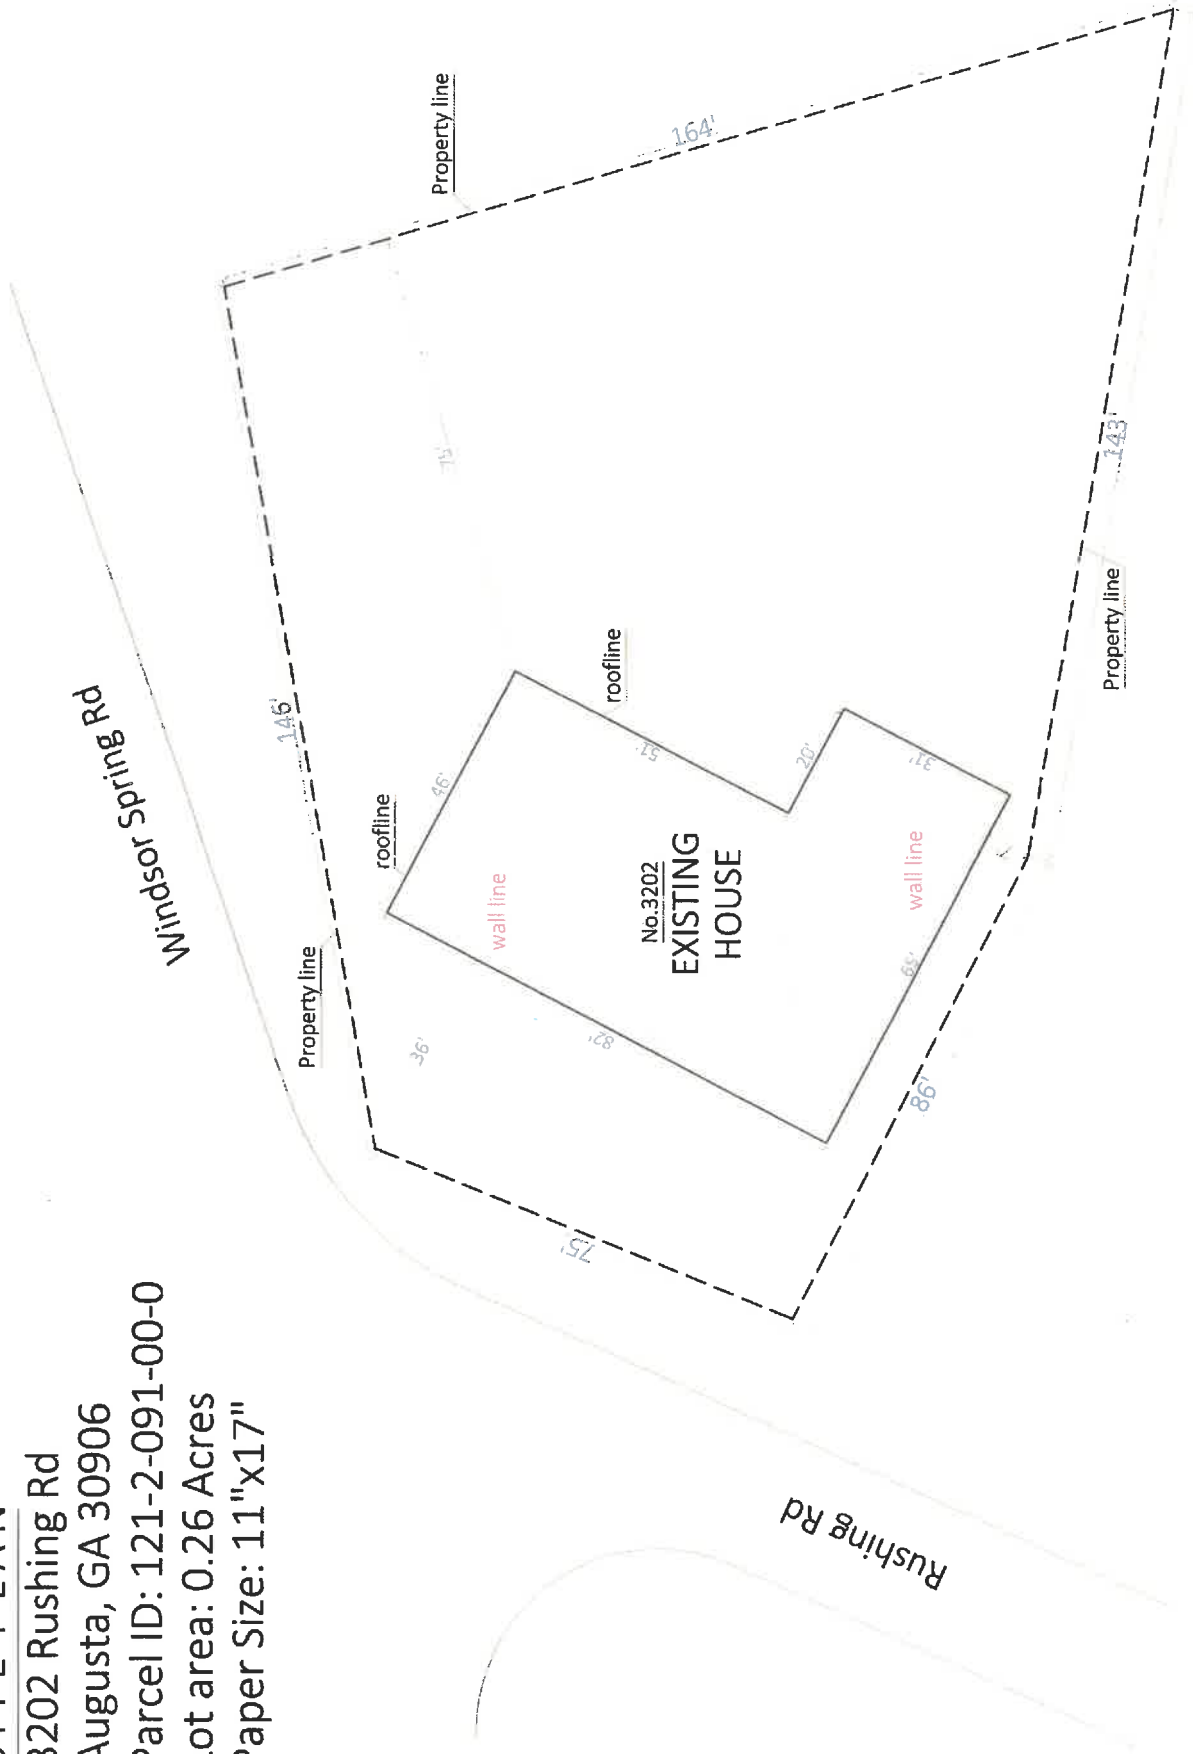 3202 Rushing Rd
Augusta, GA 30906
Parcel ID: 121-2-091-00-0
Lot area: 0.26 Acres
Paper Size: 11"x17"
Windsor Spring Rd
Rushing Rd
Property line
146'
Property line
164'
75'
36'
roofline
46'
wall line
82'
roofline
51'
20'
31'
No.3202
EXISTING
HOUSE
wall line
65'
7'
75'
86'
143'
Property line